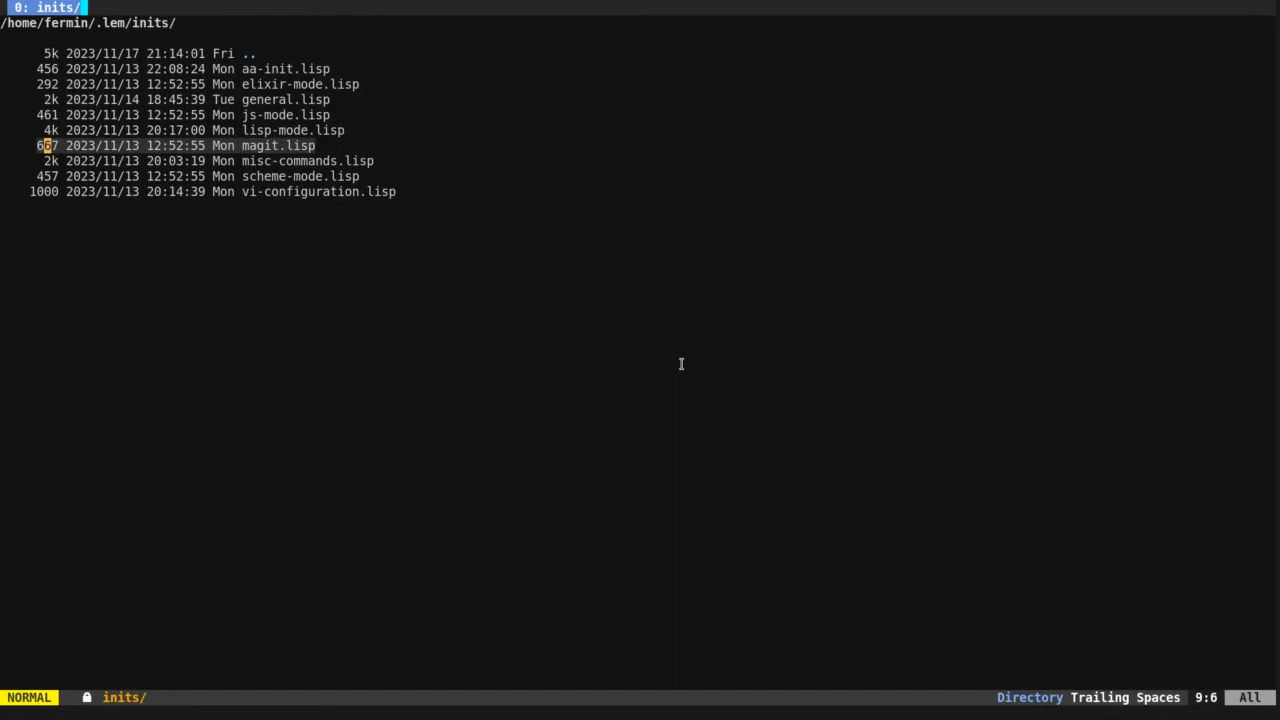 0: inits/
/home/fermin/.lem/inits/
5k 2023/11/17 21:14:01 Fri ..
456 2023/11/13 22:08:24 Mon aa-init.lisp
292 2023/11/13 12:52:55 Mon elixir-mode.lisp
2k 2023/11/14 18:45:39 Tue general.lisp
461 2023/11/13 12:52:55 Mon js-mode.lisp
4k 2023/11/13 20:17:00 Mon lisp-mode.lisp
667 2023/11/13 12:52:55 Mon magit.lisp
2k 2023/11/13 20:03:19 Mon misc-commands.lisp
457 2023/11/13 12:52:55 Mon scheme-mode.lisp
1000 2023/11/13 20:14:39 Mon vi-configuration.lisp
NORMAL inits/ Directory Trailing Spaces 9:6 All